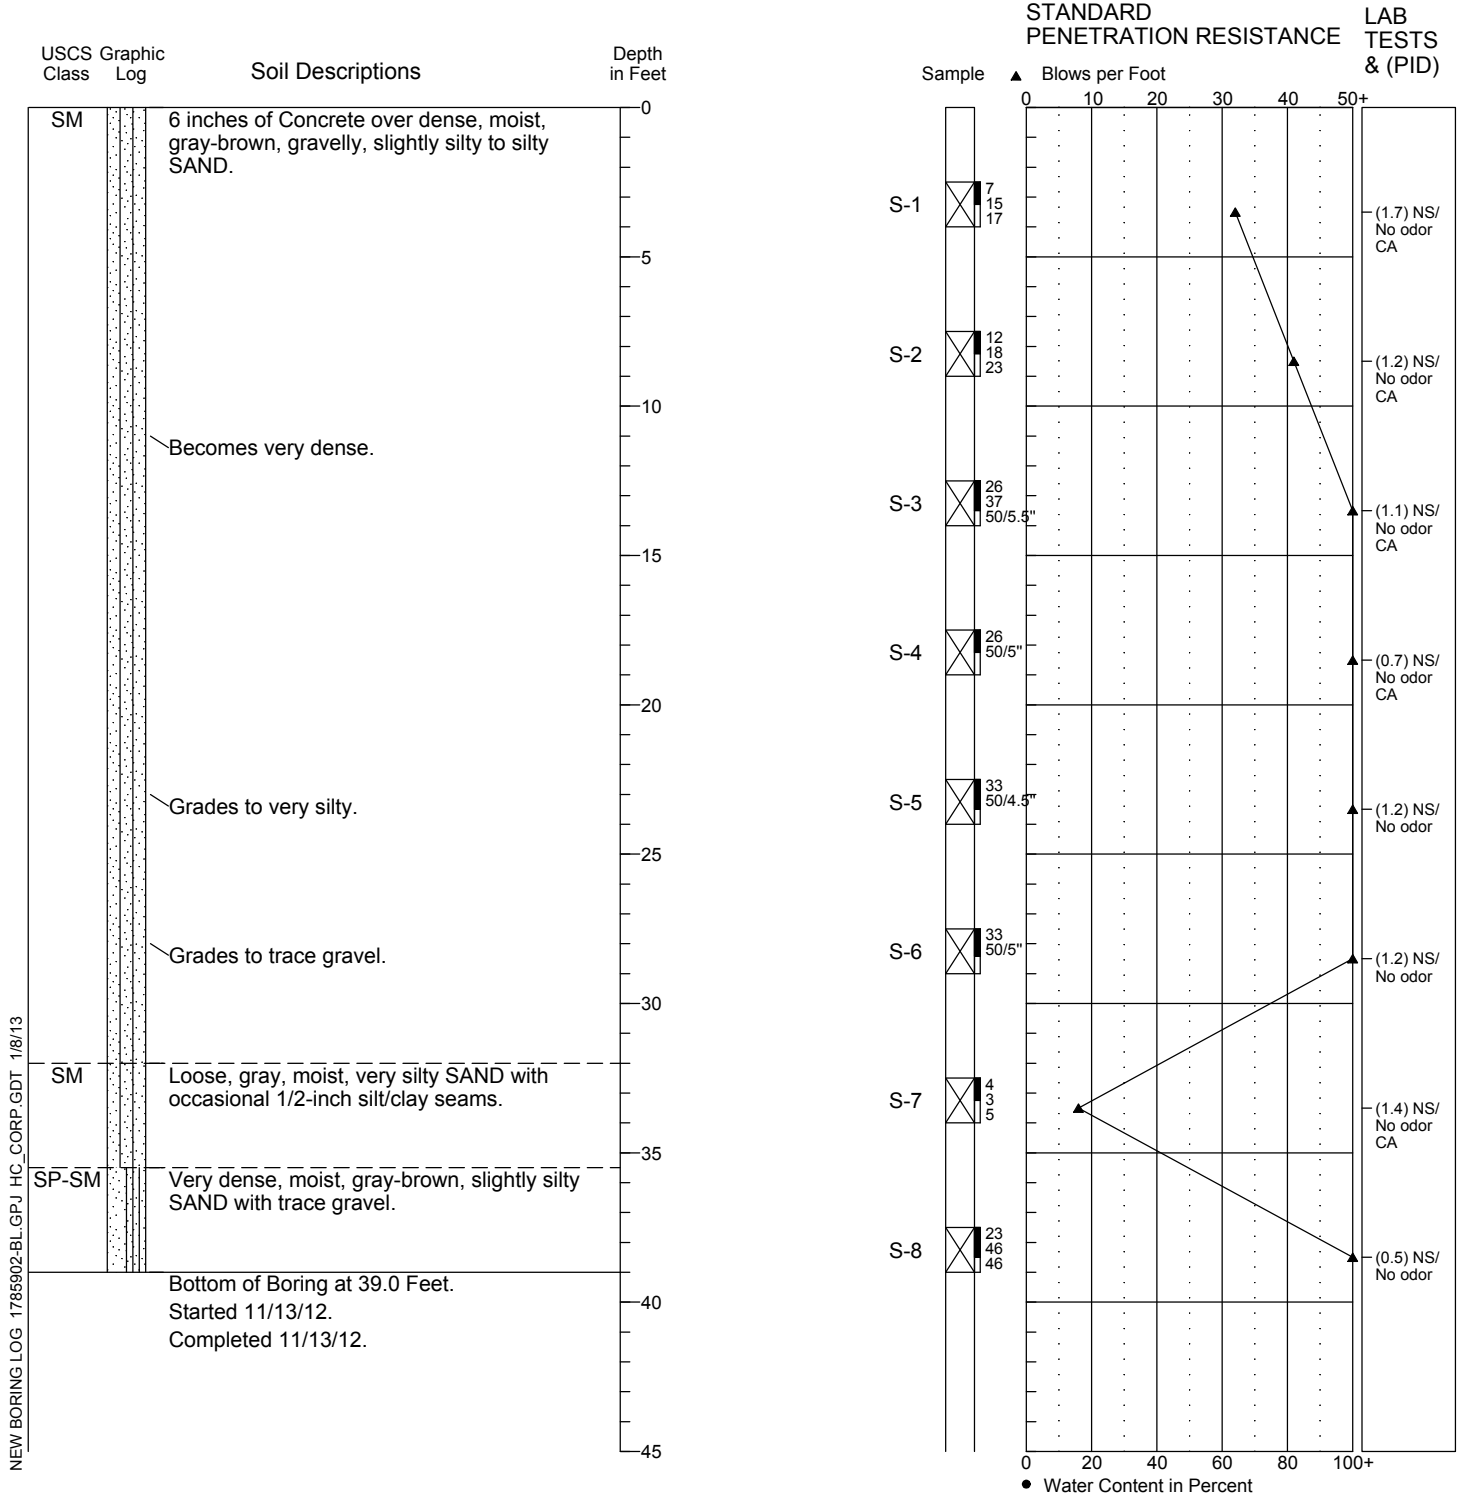 STANDARD
PENETRATION RESISTANCE
LAB
TESTS
& (PID)
USCS Graphic
Class Log
Soil Descriptions
Depth
in Feet
Sample
▲ Blows per Foot
0 10 20 30 40 50+
0
SM
6 inches of Concrete over dense, moist,
gray-brown, gravelly, slightly silty to silty
SAND.
S-1
7
15
17
(1.7) NS/
No odor
CA
5
S-2
12
18
23
(1.2) NS/
No odor
CA
10
Becomes very dense.
S-3
26
37
50/5.5"
(1.1) NS/
No odor
CA
15
S-4
26
50/5"
(0.7) NS/
No odor
CA
20
Grades to very silty.
S-5
33
50/4.5"
(1.2) NS/
No odor
25
Grades to trace gravel.
S-6
33
50/5"
(1.2) NS/
No odor
30
SM
Loose, gray, moist, very silty SAND with
occasional 1/2-inch silt/clay seams.
S-7
4
3
5
(1.4) NS/
No odor
CA
35
SP-SM
Very dense, moist, gray-brown, slightly silty
SAND with trace gravel.
S-8
23
46
46
(0.5) NS/
No odor
Bottom of Boring at 39.0 Feet.
Started 11/13/12.
Completed 11/13/12.
40
45
0 20 40 60 80 100+
● Water Content in Percent
NEW BORING LOG 1785902-BL.GPJ HC_CORP.GDT 1/8/13